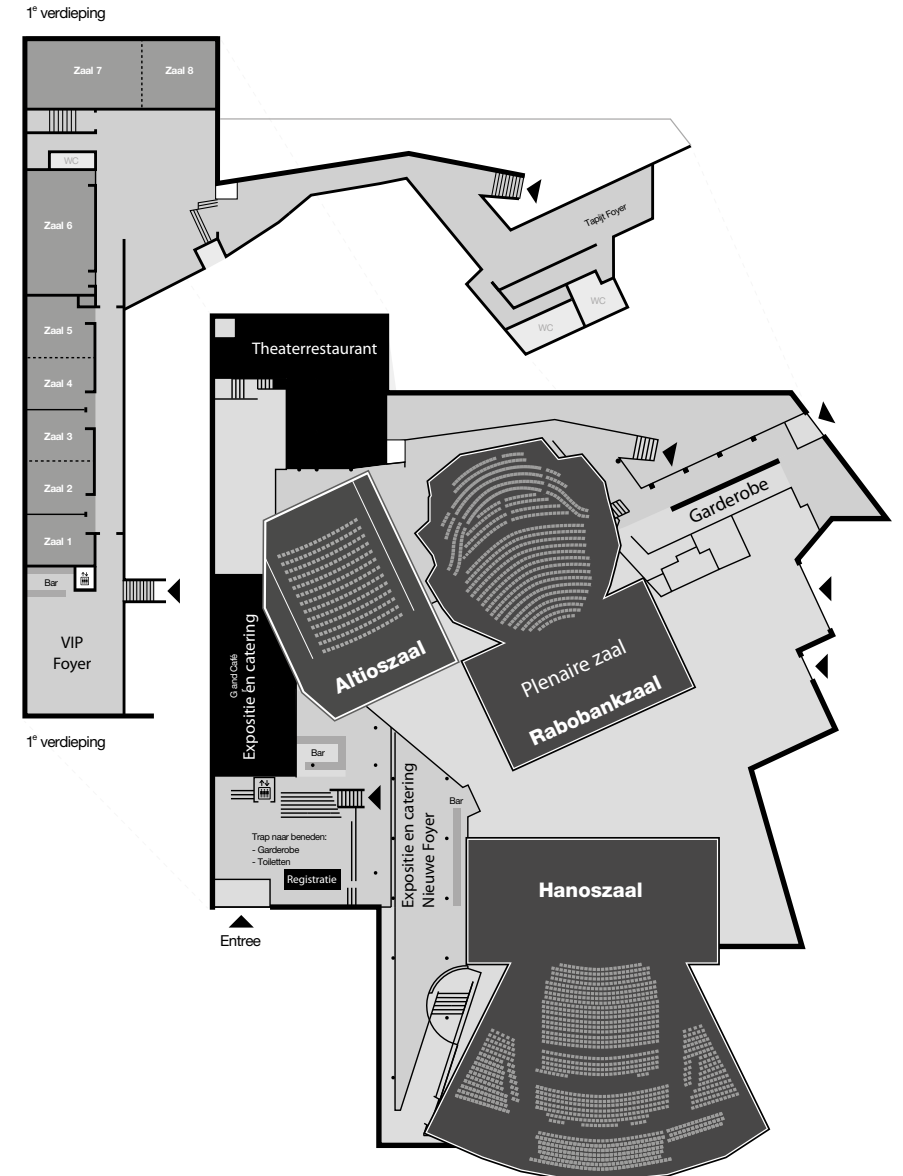 1e verdieping
Zaal 7
Zaal 8
WC
Zaal 6
Tapijt Foyer
WC
WC
Zaal 5
Zaal 4
Zaal 3
Zaal 2
Zaal 1
Bar
VIP
Foyer
1e verdieping
Theaterrestaurant
Garderobe
Altioszaal
Plenaire zaal
Rabobankzaal
G and Café
Expositie én catering
Bar
Expositie en catering
Nieuwe Foyer
Bar
Trap naar beneden:
- Garderobe
- Toiletten
Registratie
Entree
Hanoszaal